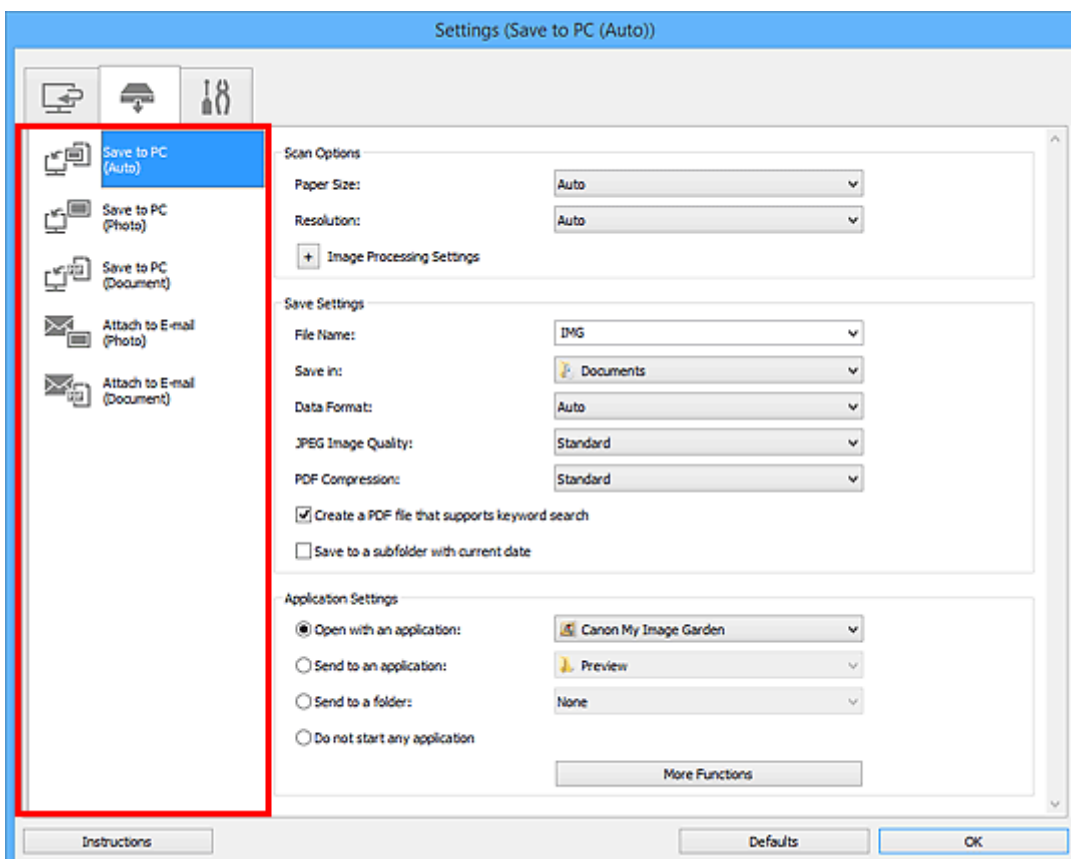 Settings (Save to PC (Auto))
Save to PC
(Auto)
Save to PC
(Photo)
Save to PC
(Document)
Attach to E-mail
(Photo)
Attach to E-mail
(Document)
Scan Options
Paper Size: Auto
Resolution: Auto
+ Image Processing Settings
Save Settings
File Name: IMG
Save in: Documents
Data Format: Auto
JPEG Image Quality: Standard
PDF Compression: Standard
Create a PDF file that supports keyword search
Save to a subfolder with current date
Application Settings
Open with an application: Canon My Image Garden
Send to an application: Preview
Send to a folder: None
Do not start any application
More Functions
Instructions Defaults OK